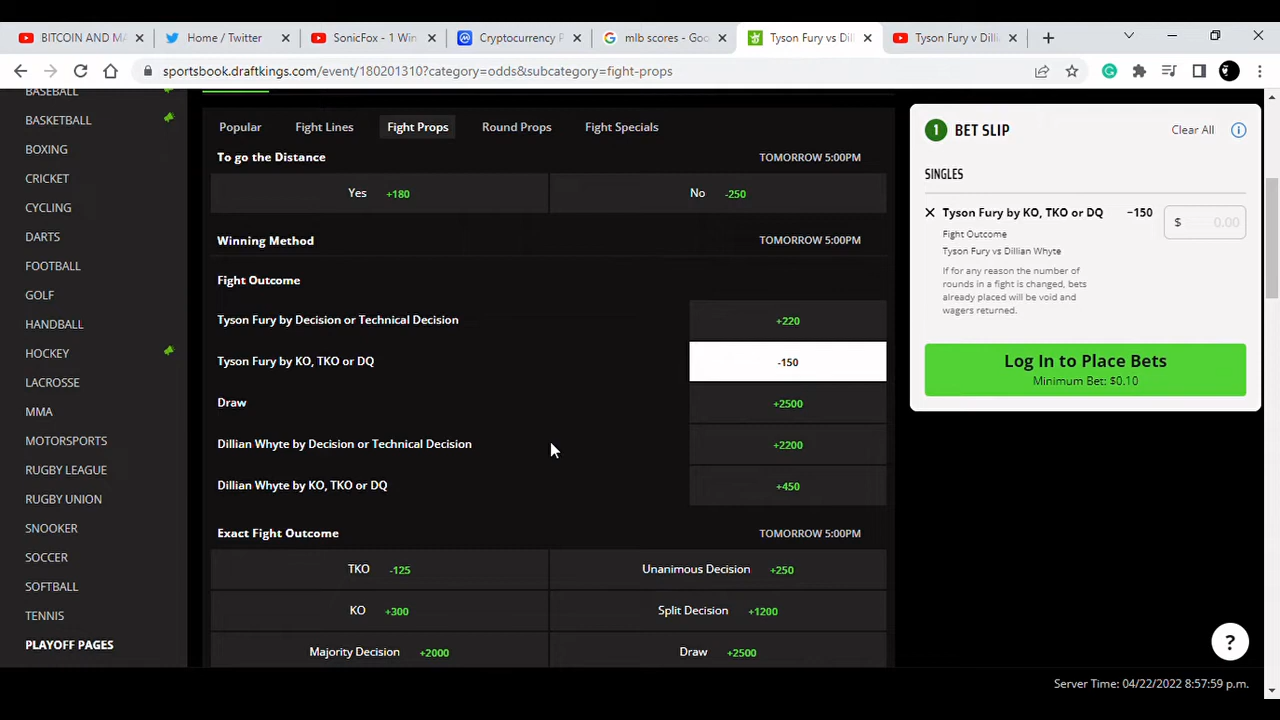 BITCOIN AND MA
Home / Twitter
SonicFox - 1 Win
Cryptocurrency P
mlb scores - Goo
Tyson Fury vs Dil
Tyson Fury v Dilli
sportsbook.draftkings.com/event/180201310?category=odds&subcategory=fight-props
BASEBALL
BASKETBALL
BOXING
CRICKET
CYCLING
DARTS
FOOTBALL
GOLF
HANDBALL
HOCKEY
LACROSSE
MMA
MOTORSPORTS
RUGBY LEAGUE
RUGBY UNION
SNOOKER
SOCCER
SOFTBALL
TENNIS
PLAYOFF PAGES
Popular Fight Lines Fight Props Round Props Fight Specials
To go the Distance TOMORROW 5:00PM
Yes +180 No -250
Winning Method TOMORROW 5:00PM
Fight Outcome
Tyson Fury by Decision or Technical Decision +220
Tyson Fury by KO, TKO or DQ -150
Draw +2500
Dillian Whyte by Decision or Technical Decision +2200
Dillian Whyte by KO, TKO or DQ +450
Exact Fight Outcome TOMORROW 5:00PM
TKO -125 Unanimous Decision +250
KO +300 Split Decision +1200
Majority Decision +2000 Draw +2500
1 BET SLIP Clear All
SINGLES
Tyson Fury by KO, TKO or DQ −150 $ 0.00
Fight Outcome
Tyson Fury vs Dillian Whyte
If for any reason the number of
rounds in a fight is changed, bets
already placed will be void and
wagers returned.
Log In to Place Bets
Minimum Bet: $0.10
?
Server Time: 04/22/2022 8:57:59 p.m.